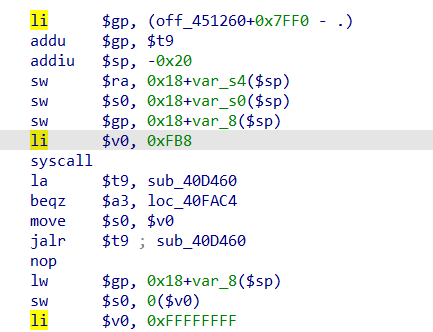 li $gp, (off_451260+0x7FF0 - .)
addu $gp, $t9
addiu $sp, -0x20
sw $ra, 0x18+var_s4($sp)
sw $s0, 0x18+var_s0($sp)
sw $gp, 0x18+var_8($sp)
li $v0, 0xFB8
syscall
la $t9, sub_40D460
beqz $a3, loc_40FAC4
move $s0, $v0
jalr $t9 ; sub_40D460
nop
lw $gp, 0x18+var_8($sp)
sw $s0, 0($v0)
li $v0, 0xFFFFFFFF